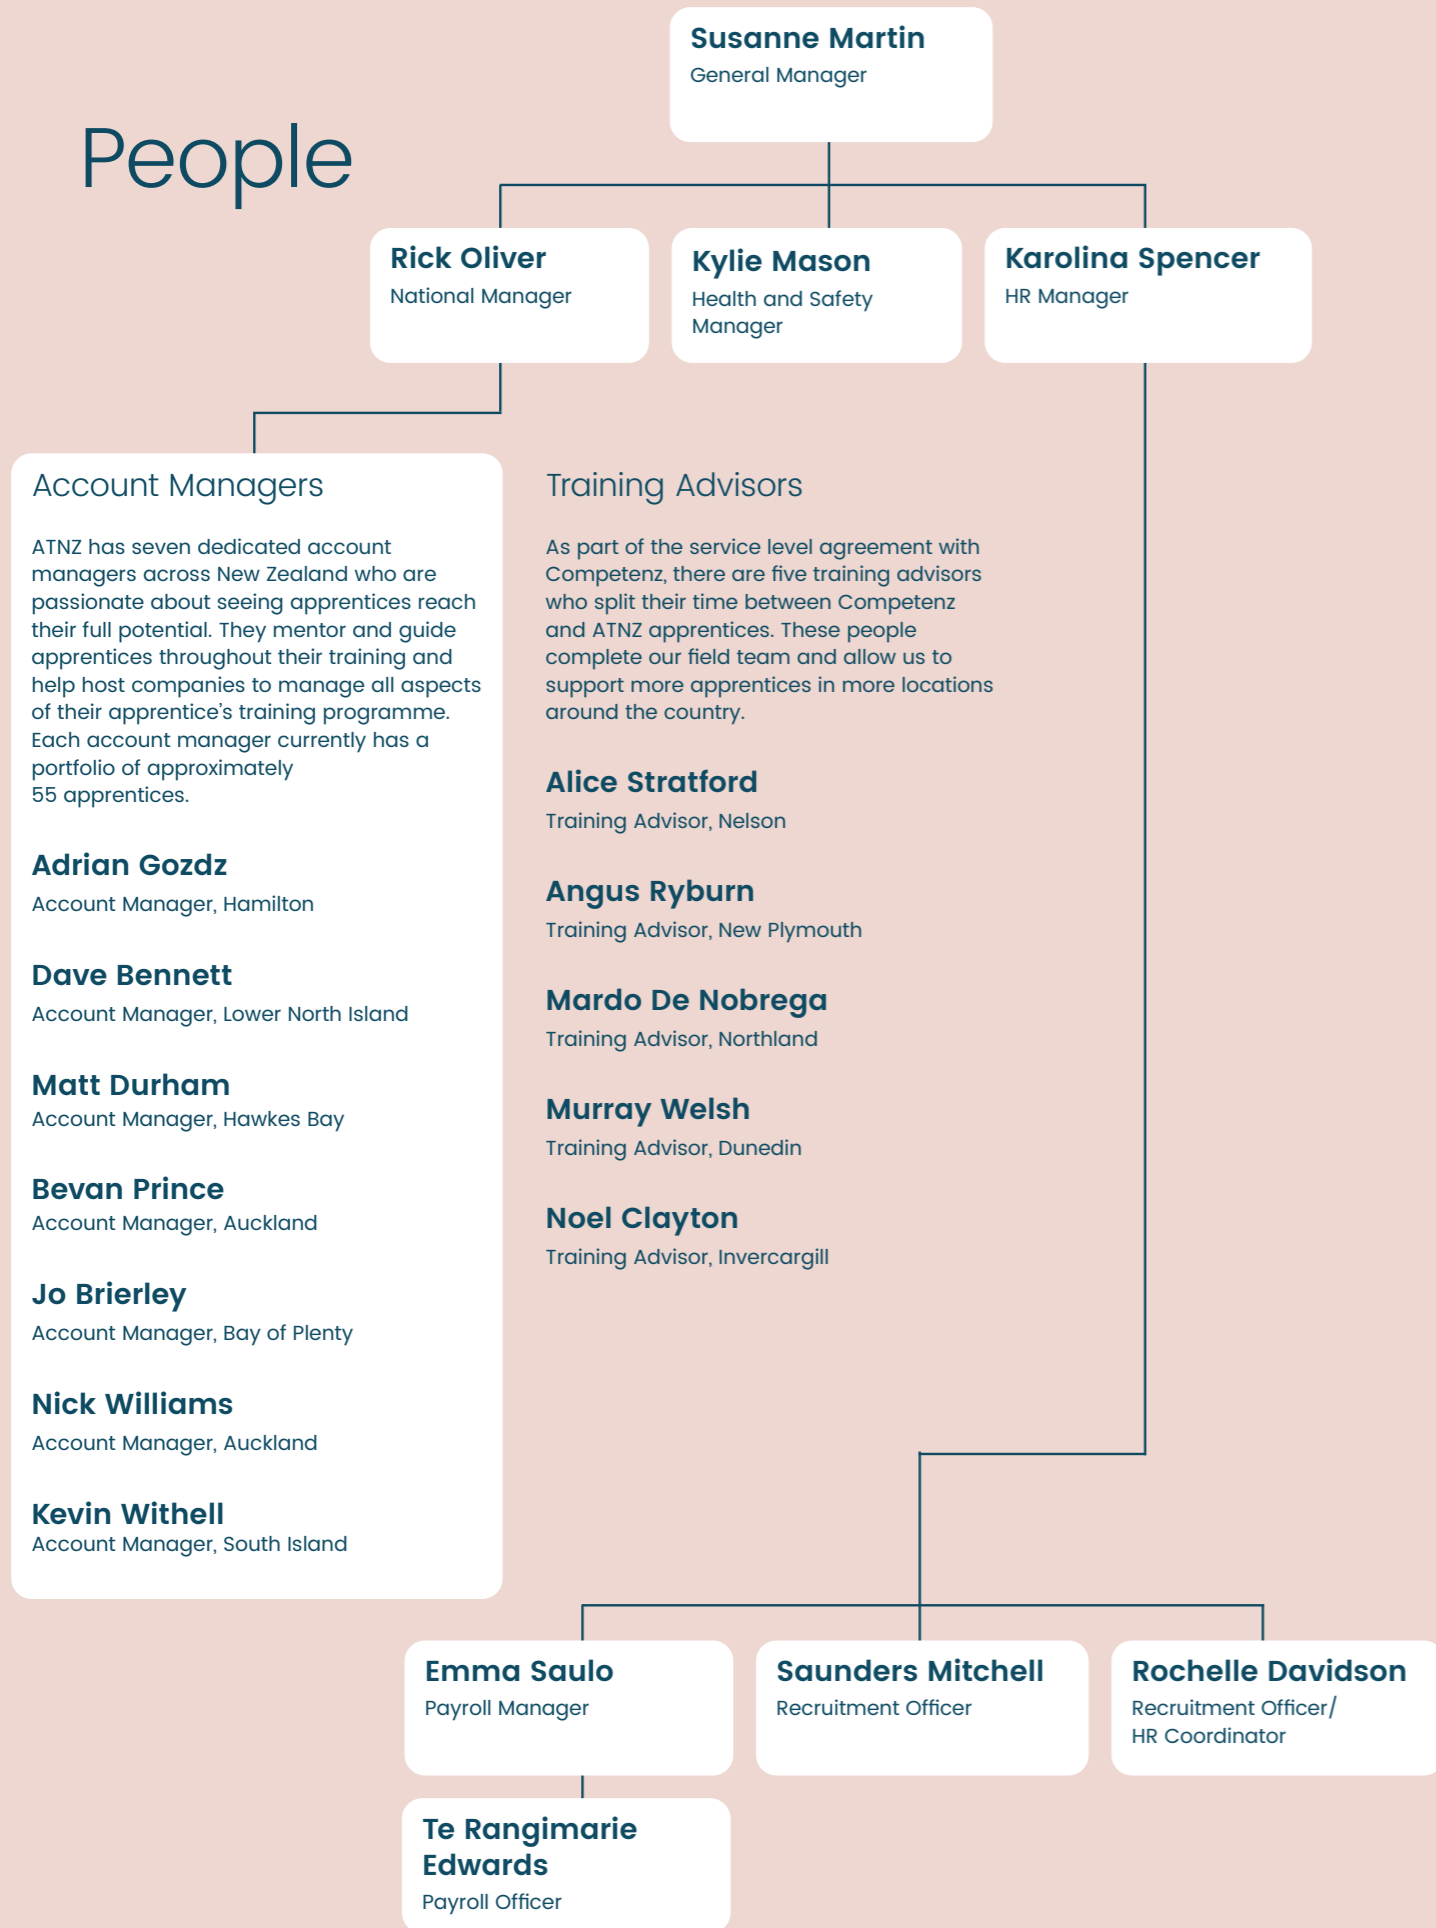 Susanne Martin
General Manager
People
Rick Oliver
National Manager
Kylie Mason
Health and Safety
Manager
Karolina Spencer
HR Manager
Account Managers
ATNZ has seven dedicated account
managers across New Zealand who are
passionate about seeing apprentices reach
their full potential. They mentor and guide
apprentices throughout their training and
help host companies to manage all aspects
of their apprentice's training programme.
Each account manager currently has a
portfolio of approximately
55 apprentices.
Adrian Gozdz
Account Manager, Hamilton
Dave Bennett
Account Manager, Lower North Island
Matt Durham
Account Manager, Hawkes Bay
Bevan Prince
Account Manager, Auckland
Jo Brierley
Account Manager, Bay of Plenty
Nick Williams
Account Manager, Auckland
Kevin Withell
Account Manager, South Island
Training Advisors
As part of the service level agreement with
Competenz, there are five training advisors
who split their time between Competenz
and ATNZ apprentices. These people
complete our field team and allow us to
support more apprentices in more locations
around the country.
Alice Stratford
Training Advisor, Nelson
Angus Ryburn
Training Advisor, New Plymouth
Mardo De Nobrega
Training Advisor, Northland
Murray Welsh
Training Advisor, Dunedin
Noel Clayton
Training Advisor, Invercargill
Emma Saulo
Payroll Manager
Saunders Mitchell
Recruitment Officer
Rochelle Davidson
Recruitment Officer/
HR Coordinator
Te Rangimarie
Edwards
Payroll Officer